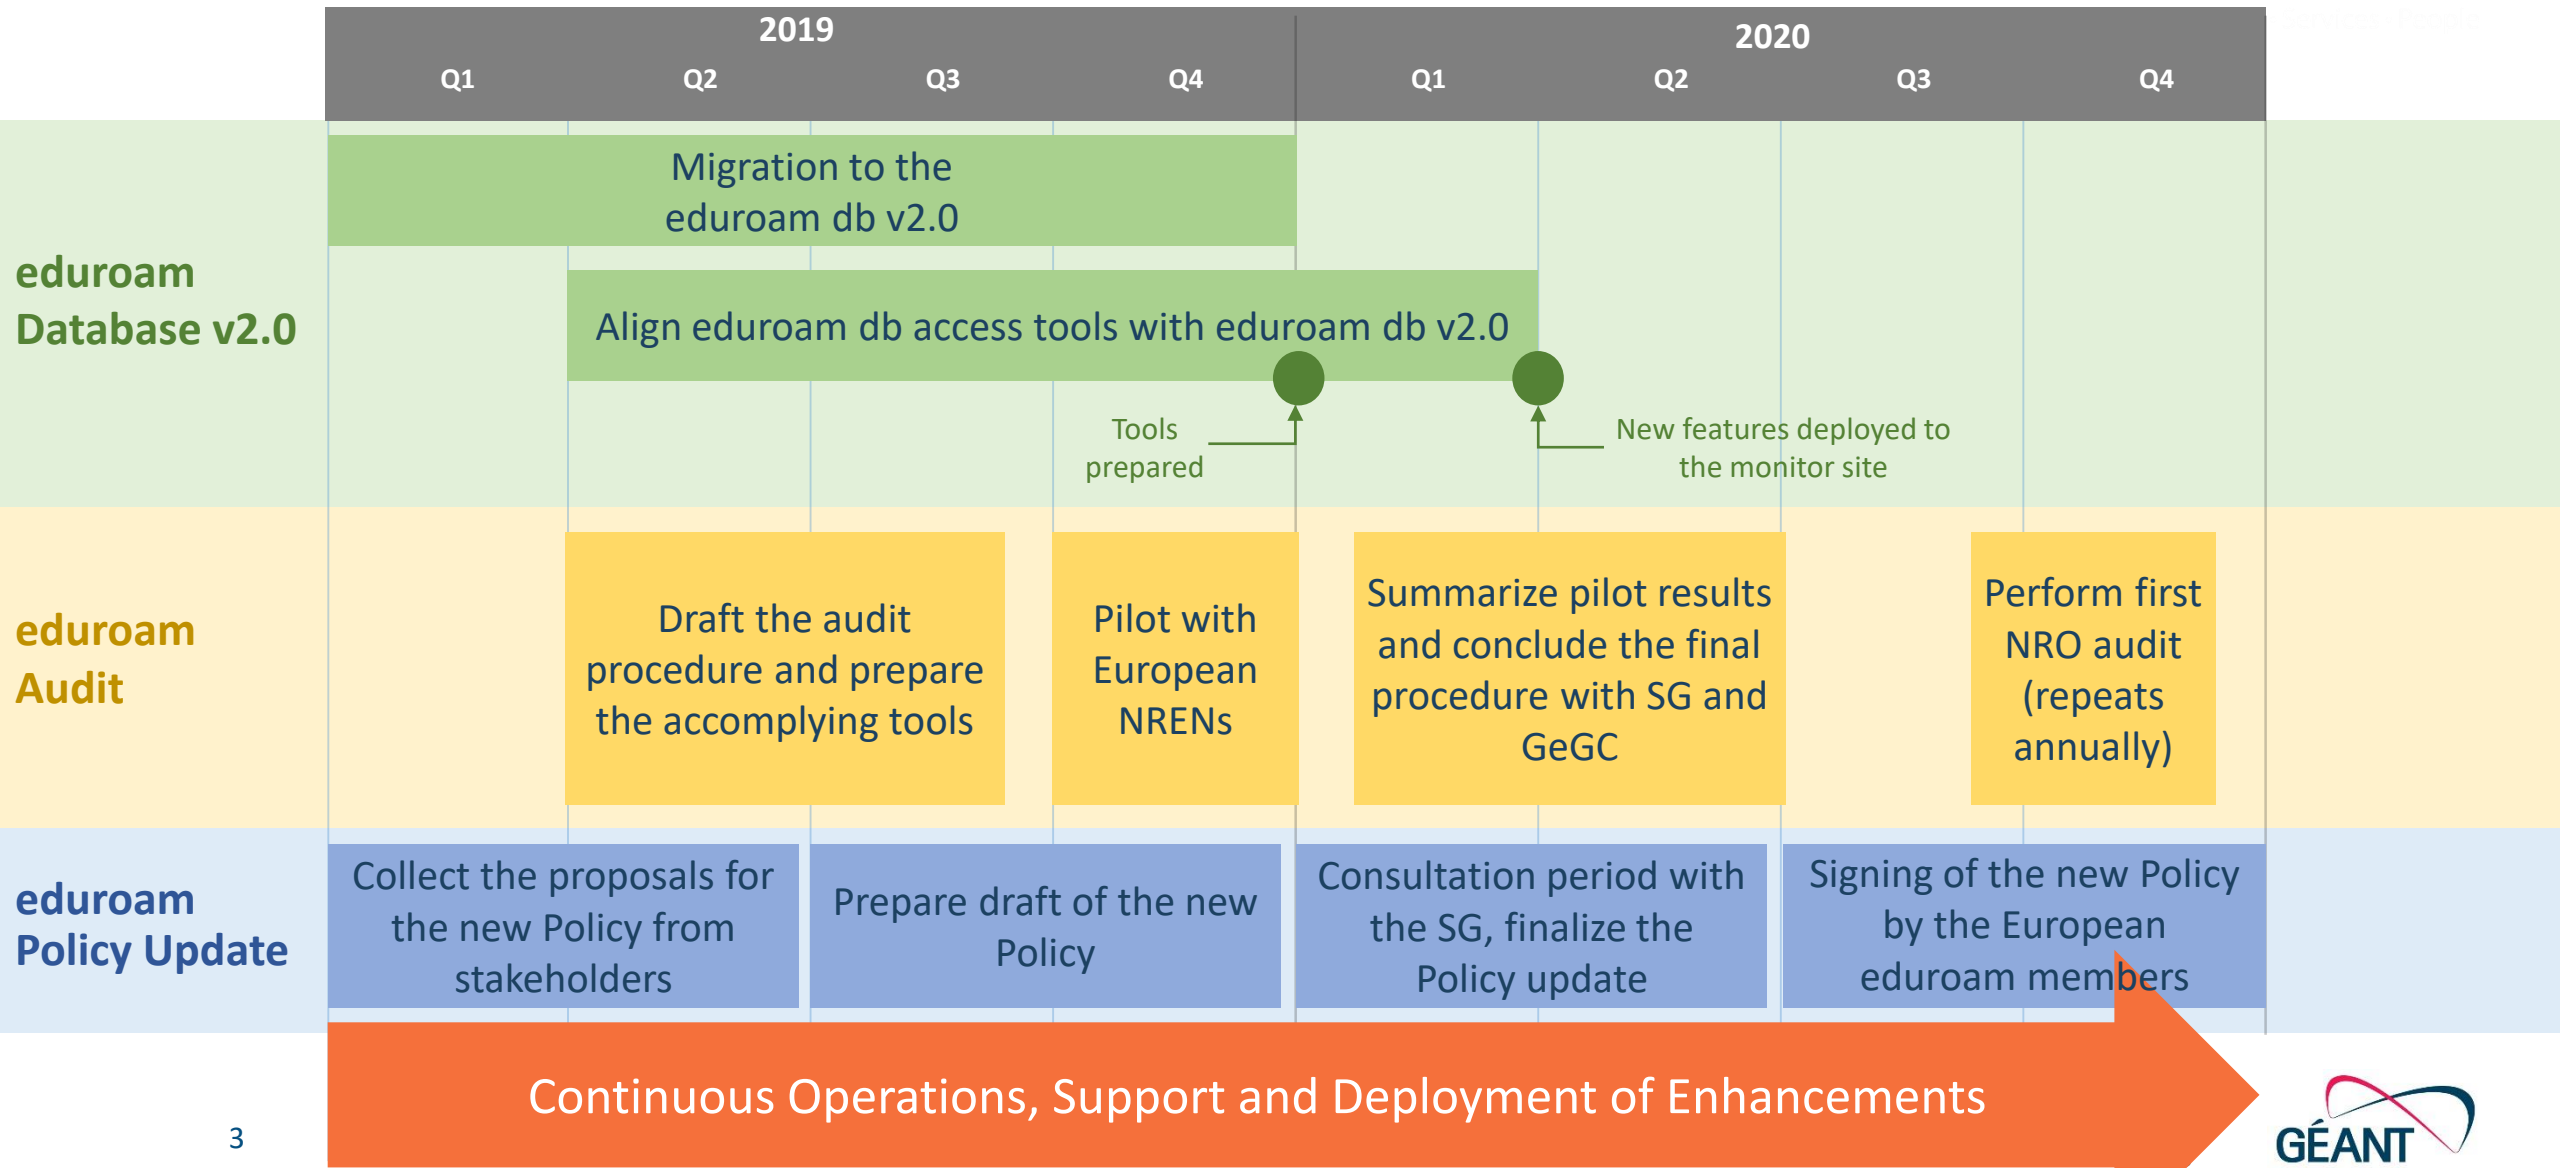 2019
2020
Q1
Q2
Q3
Q4
Q1
Q2
Q3
Q4
eduroam
Database v2.0
Migration to the
eduroam db v2.0
Align eduroam db access tools with eduroam db v2.0
Tools
prepared
New features deployed to
the monitor site
eduroam
Audit
Draft the audit
procedure and prepare
the accomplying tools
Pilot with
European
NRENs
Summarize pilot results
and conclude the final
procedure with SG and
GeGC
Perform first
NRO audit
(repeats
annually)
eduroam
Policy Update
Collect the proposals for
the new Policy from
stakeholders
Prepare draft of the new
Policy
Consultation period with
the SG, finalize the
Policy update
Signing of the new Policy
by the European
eduroam members
Continuous Operations, Support and Deployment of Enhancements
3
GÉANT